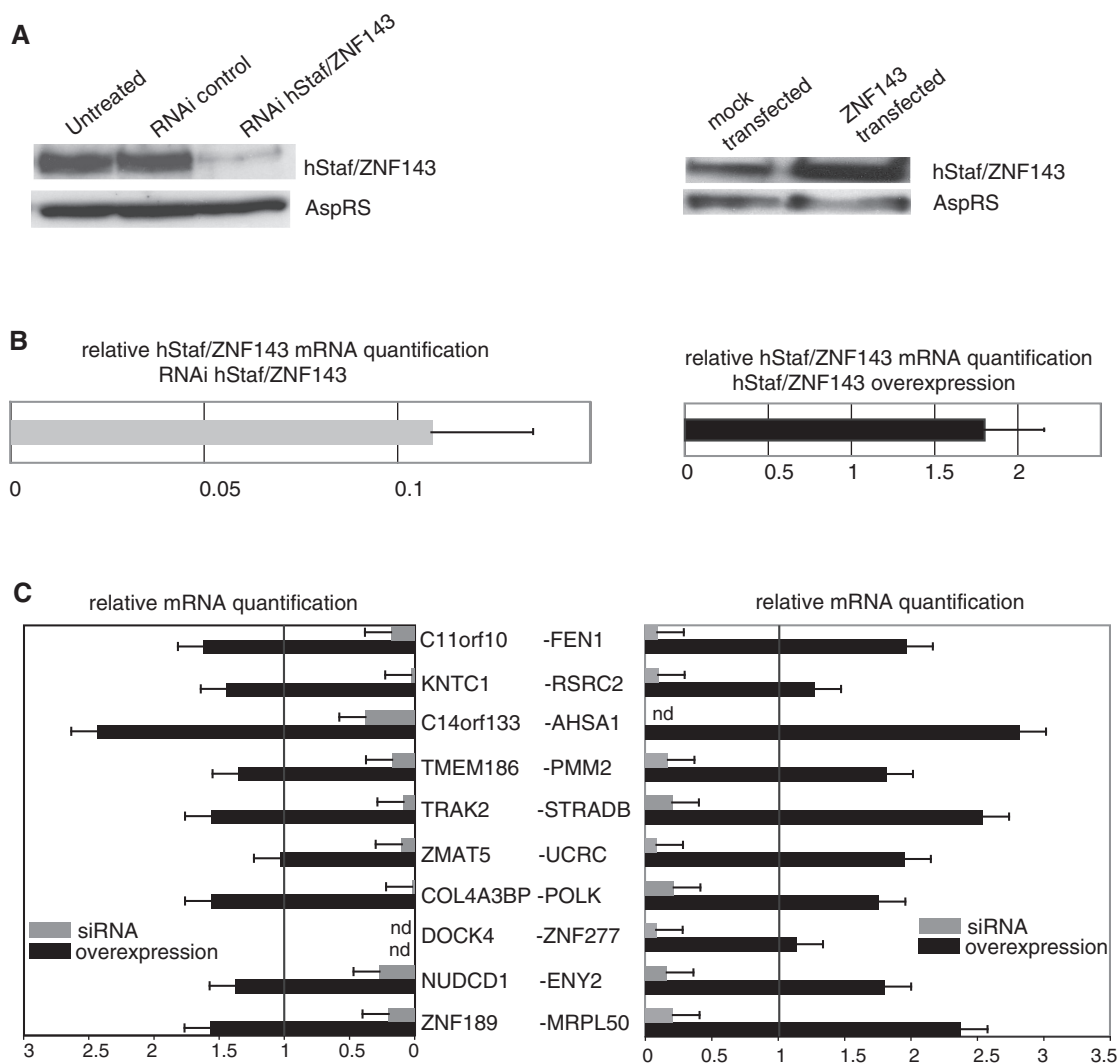 A
Untreated
RNAi control
RNAi hStaf/ZNF143
hStaf/ZNF143
AspRS
mock
transfected
ZNF143
transfected
hStaf/ZNF143
AspRS
B
relative hStaf/ZNF143 mRNA quantification
RNAi hStaf/ZNF143
0 0.05 0.1
relative hStaf/ZNF143 mRNA quantification
hStaf/ZNF143 overexpression
0 0.5 1 1.5 2
C
relative mRNA quantification
relative mRNA quantification
C11orf10 -FEN1
KNTC1 -RSRC2
C14orf133 -AHSA1 nd
TMEM186 -PMM2
TRAK2 -STRADB
ZMAT5 -UCRC
COL4A3BP -POLK
nd DOCK4 -ZNF277
nd
NUDCD1 -ENY2
ZNF189 -MRPL50
siRNA
overexpression
siRNA
overexpression
3 2.5 2 1.5 1 0.5 0
0 0.5 1 1.5 2 2.5 3 3.5